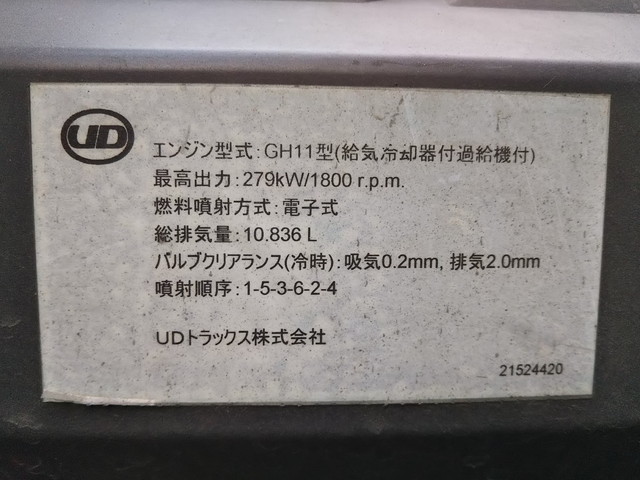 UD
エンジン型式:GH11型(給気冷却器付過給機付)
最高出力:279kW/1800 r.p.m.
燃料噴射方式:電子式
総排気量:10.836 L
バルブクリアランス(冷時):吸気0.2mm, 排気2.0mm
噴射順序:1-5-3-6-2-4
UDトラックス株式会社
21524420